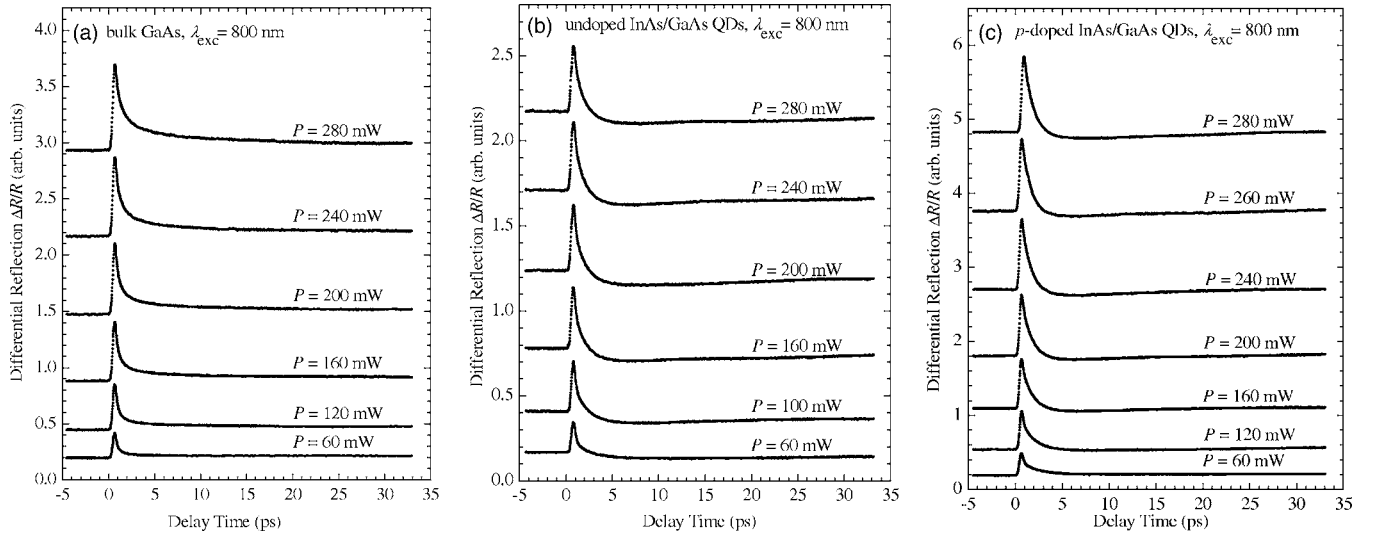 (a) bulk GaAs, λexc = 800 nm
Differential Reflection ΔR/R (arb. units)
4.0
3.5
3.0
2.5
2.0
1.5
1.0
0.5
0.0
P = 280 mW
P = 240 mW
P = 200 mW
P = 160 mW
P = 120 mW
P = 60 mW
-5 0 5 10 15 20 25 30 35
Delay Time (ps)
(b) undoped InAs/GaAs QDs, λexc = 800 nm
Differential Reflection ΔR/R (arb. units)
2.5
2.0
1.5
1.0
0.5
0.0
P = 280 mW
P = 240 mW
P = 200 mW
P = 160 mW
P = 100 mW
P = 60 mW
-5 0 5 10 15 20 25 30 35
Delay Time (ps)
(c) p-doped InAs/GaAs QDs, λexc = 800 nm
Differential Reflection ΔR/R (arb. units)
6
5
4
3
2
1
0
P = 280 mW
P = 260 mW
P = 240 mW
P = 200 mW
P = 160 mW
P = 120 mW
P = 60 mW
-5 0 5 10 15 20 25 30 35
Delay Time (ps)